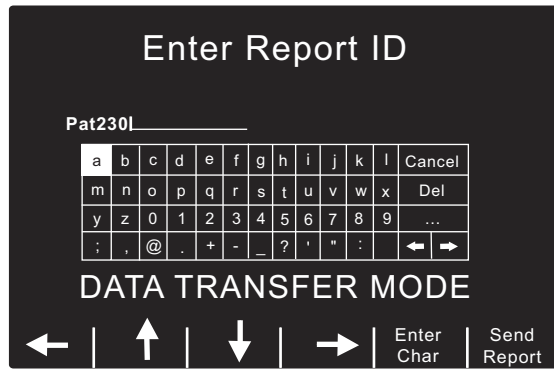 Enter Report ID
Pat230
a b c d e f g h i j k l Cancel
m n o p q r s t u v w x Del
y z 0 1 2 3 4 5 6 7 8 9 ...
; , @ . + - _ ? ' " : ← →
DATA TRANSFER MODE
← ↑ ↓ → Enter Char Send Report